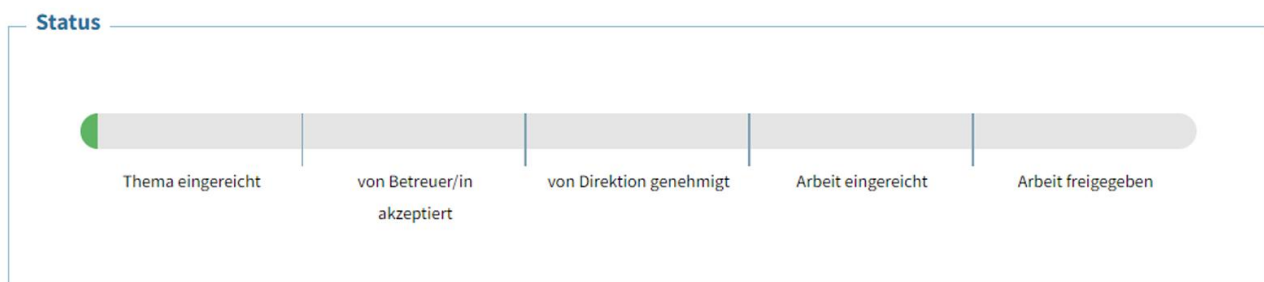 Status
Thema eingereicht
von Betreuer/in
akzeptiert
von Direktion genehmigt
Arbeit eingereicht
Arbeit freigegeben